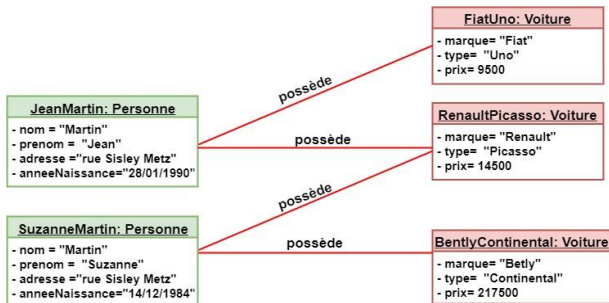 FiatUno: Voiture
- marque= "Fiat"
- type= "Uno"
- prix= 9500
possède
JeanMartin: Personne
- nom = "Martin"
- prenom = "Jean"
- adresse ="rue Sisley Metz"
- anneeNaissance="28/01/1990"
possède
RenaultPicasso: Voiture
- marque= "Renault"
- type= "Picasso"
- prix= 14500
possède
SuzanneMartin: Personne
- nom = "Martin"
- prenom = "Suzanne"
- adresse ="rue Sisley Metz"
- anneeNaissance="14/12/1984"
possède
BentlyContinental: Voiture
- marque = "Betly"
- type= "Continental"
- prix= 217500